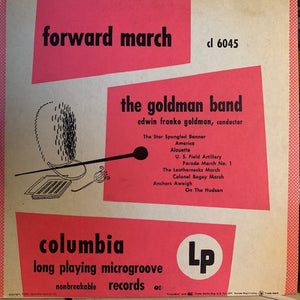 forward march
cl 6045
the goldman band
edwin franko goldman, conductor
The Star Spangled Banner
America
Alouette
U. S. Field Artillery
Parade March No. 1
The Leathernecks March
Colonel Bogey March
Anchors Aweigh
On The Hudson
columbia
LP
long playing microgroove
nonbreakable records